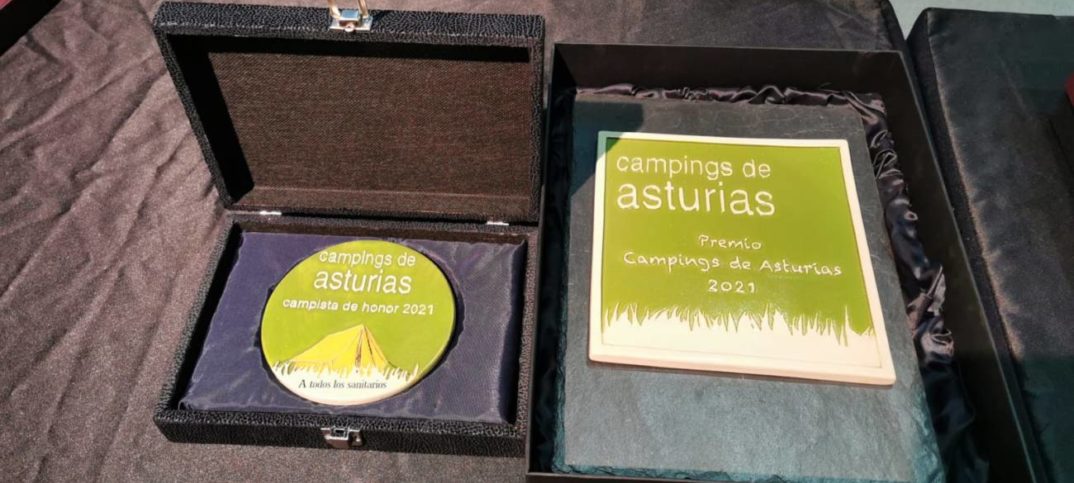 campings de
asturias
campista de honor 2021
A todos los sanitarios
campings de
asturias
Premio
Campings de Asturias
2021